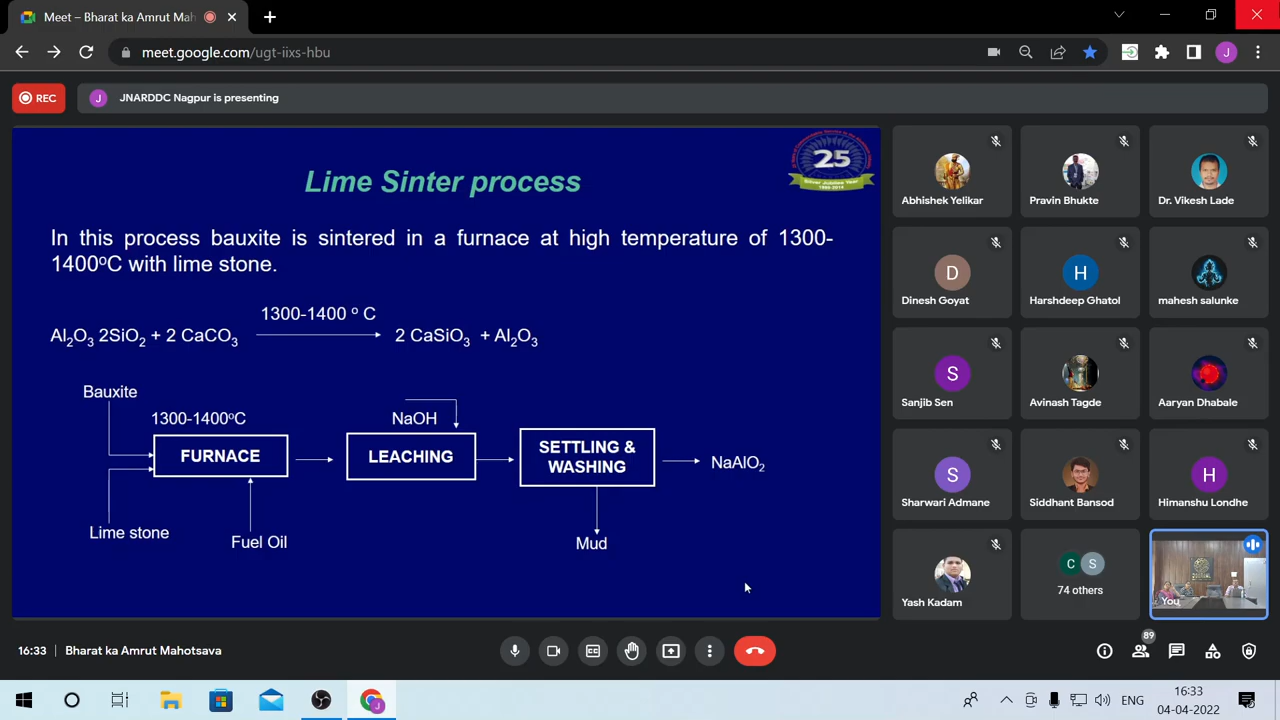 Meet – Bharat ka Amrut Mah
meet.google.com/ugt-iixs-hbu
J
REC
J
JNARDDC Nagpur is presenting
25
Silver Jubilee Year
Lime Sinter process
In this process bauxite is sintered in a furnace at high temperature of 1300-
1400ºC with lime stone.
1300-1400 º C
Al₂O₃ 2SiO₂ + 2 CaCO₃ 2 CaSiO₃ + Al₂O₃
Bauxite
1300-1400ºC
NaOH
FURNACE
LEACHING
SETTLING &
WASHING
NaAlO₂
Lime stone
Fuel Oil
Mud
Abhishek Yelikar
Pravin Bhukte
Dr. Vikesh Lade
D
Dinesh Goyat
H
Harshdeep Ghatol
mahesh salunke
S
Sanjib Sen
Avinash Tagde
Aaryan Dhabale
S
Sharwari Admane
Siddhant Bansod
H
Himanshu Londhe
Yash Kadam
C S
74 others
You
16:33 Bharat ka Amrut Mahotsava
89
ENG
16:33
04-04-2022